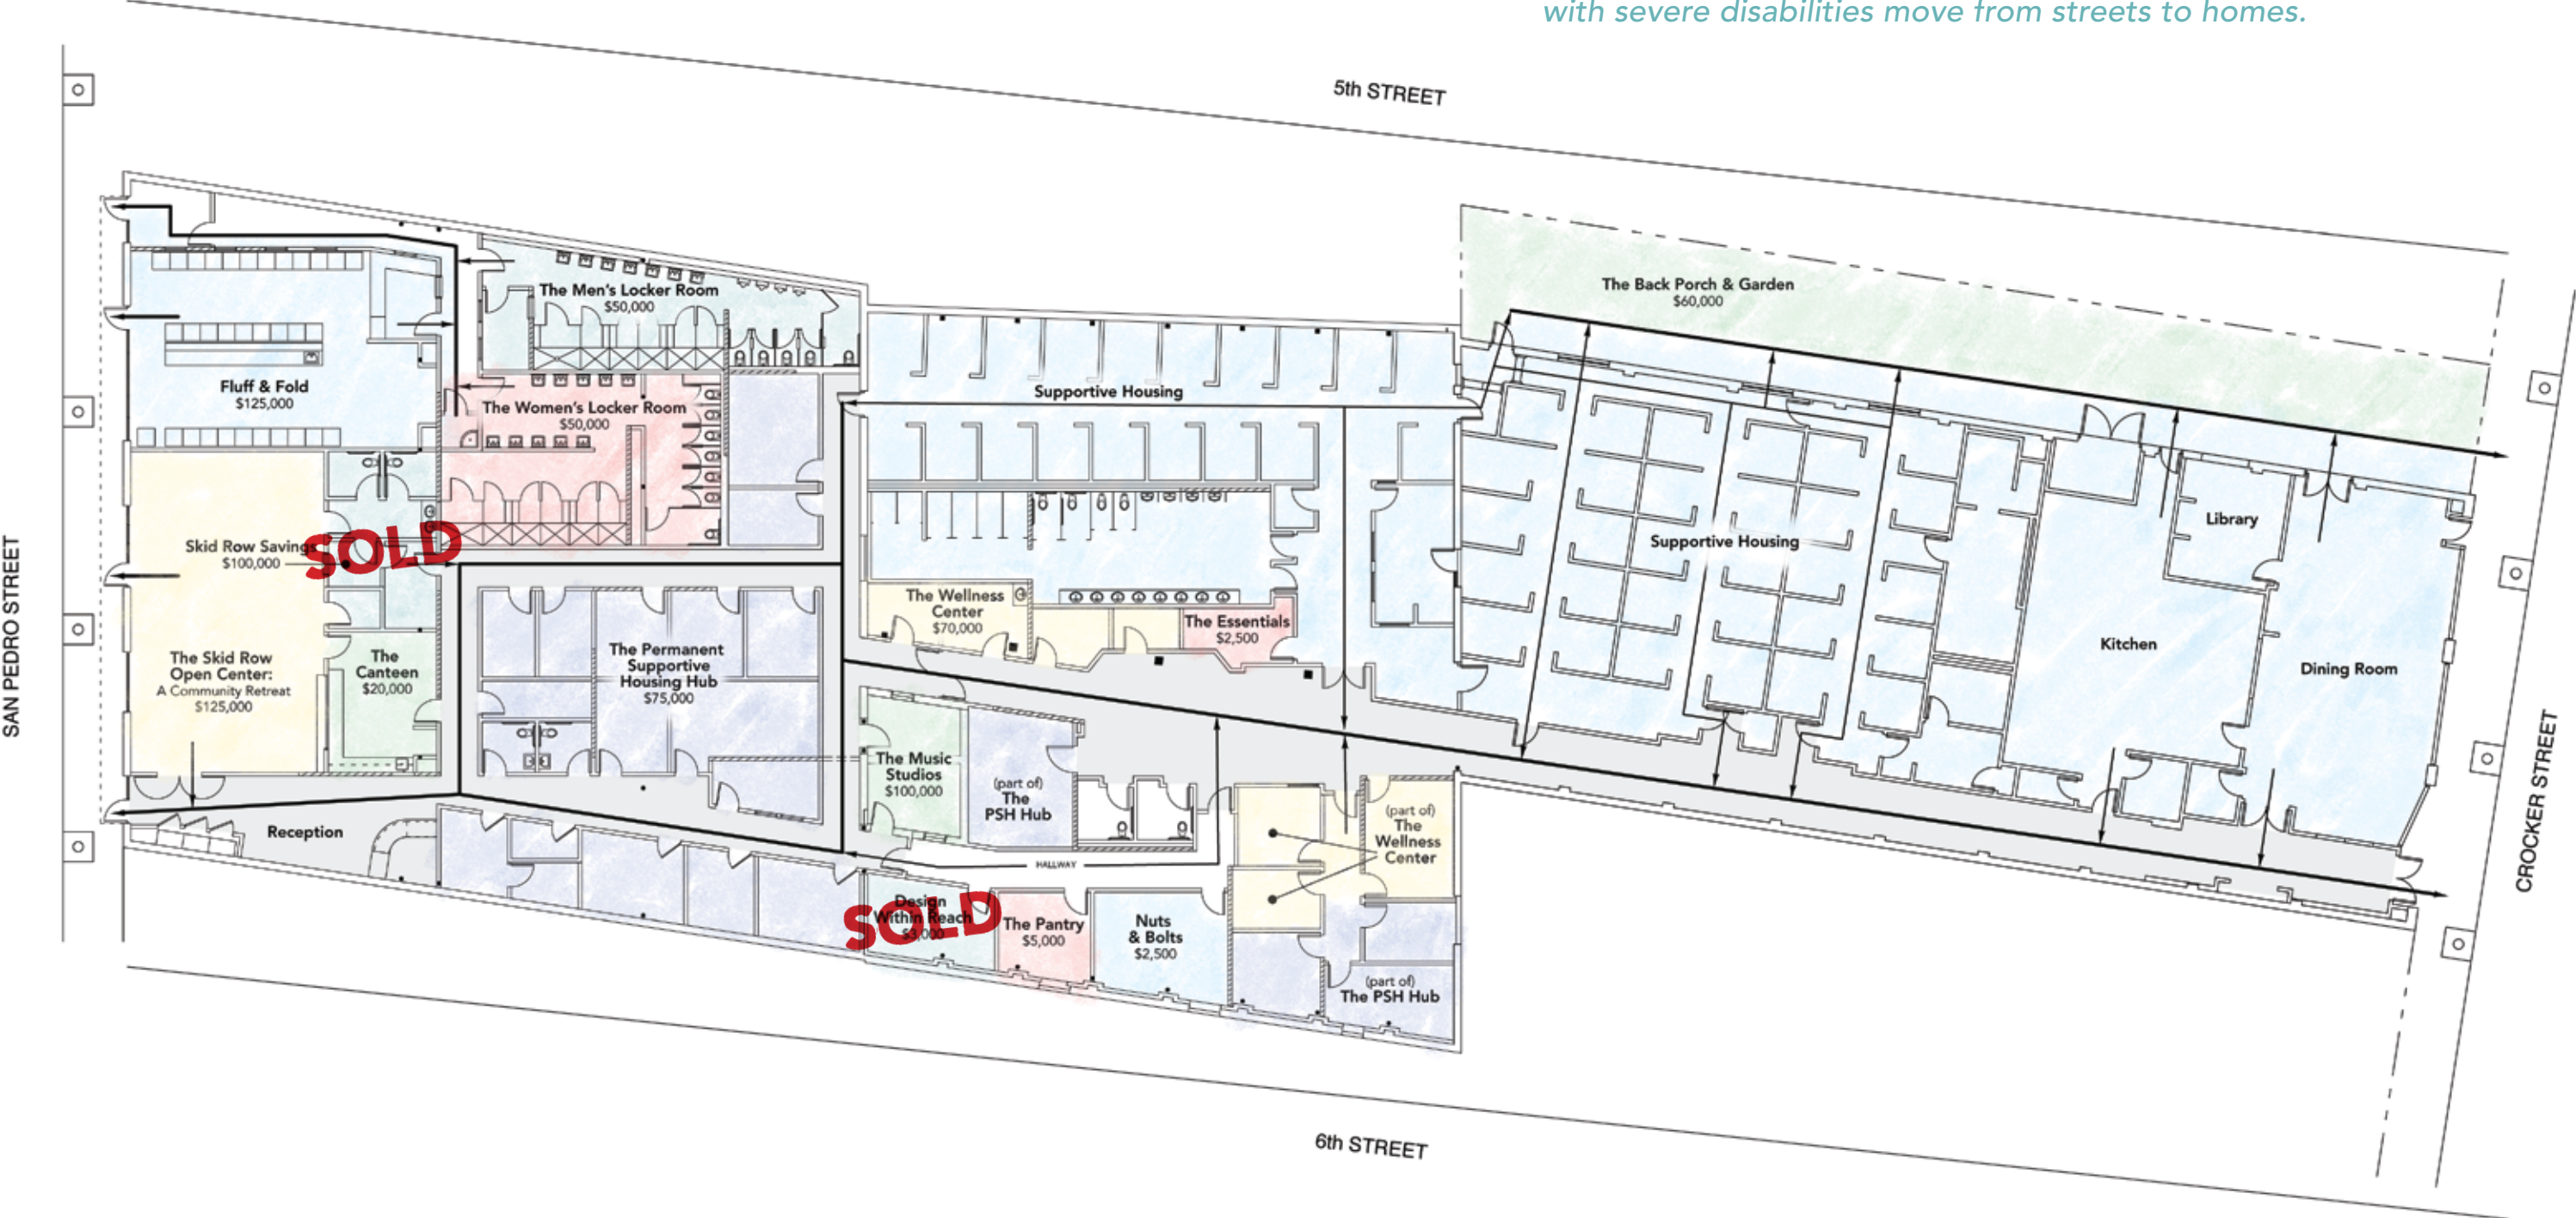 with severe disabilities move from streets to homes.
5th STREET
SAN PEDRO STREET
The Men's Locker Room
$50,000
The Back Porch & Garden
$60,000
Fluff & Fold
$125,000
The Women's Locker Room
$50,000
Supportive Housing
Skid Row Savings
$100,000
SOLD
Supportive Housing
Library
Kitchen
Dining Room
The Wellness
Center
$70,000
The Essentials
$2,500
The Skid Row
Open Center:
A Community Retreat
$125,000
The
Canteen
$20,000
The Permanent
Supportive
Housing Hub
$75,000
The Music
Studios
$100,000
(part of)
The
PSH Hub
(part of)
The
Wellness
Center
Reception
HALLWAY
Design
Within Reach
$3,000
SOLD
The Pantry
$5,000
Nuts
& Bolts
$2,500
(part of)
The PSH Hub
CROCKER STREET
6th STREET